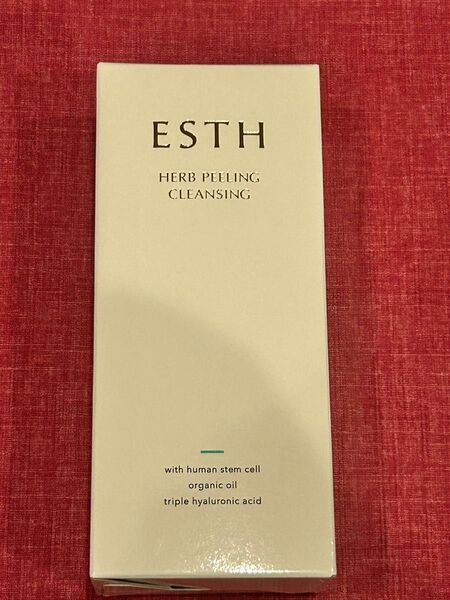 ESTH
HERB PEELING
CLEANSING
with human stem cell
organic oil
triple hyaluronic acid